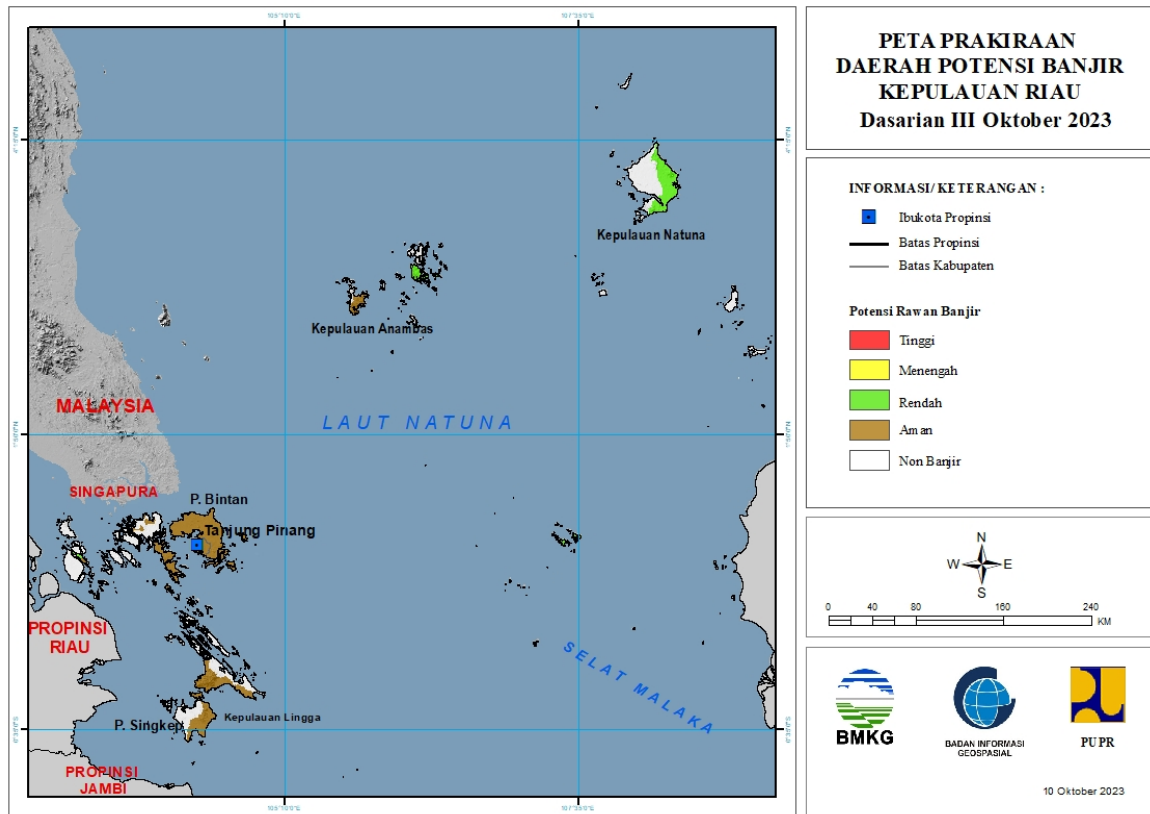 PETA PRAKIRAAN
DAERAH POTENSI BANJIR
KEPULAUAN RIAU
Dasarian III Oktober 2023
INFORMASI/ KETERANGAN :
Ibukota Propinsi
Batas Propinsi
Batas Kabupaten
Potensi Rawan Banjir
Tinggi
Menengah
Rendah
Aman
Non Banjir
N
W E
S
0 40 80 160 240
KM
BMKG
BADAN INFORMASI
GEOSPASIAL
PUPR
10 Oktober 2023
Kepulauan Natuna
Kepulauan Anambas
MALAYSIA
LAUT NATUNA
SINGAPURA
P. Bintan
Tanjung Pinang
PROPINSI
RIAU
SELAT MALAKA
Kepulauan Lingga
P. Singkep
PROPINSI
JAMBI